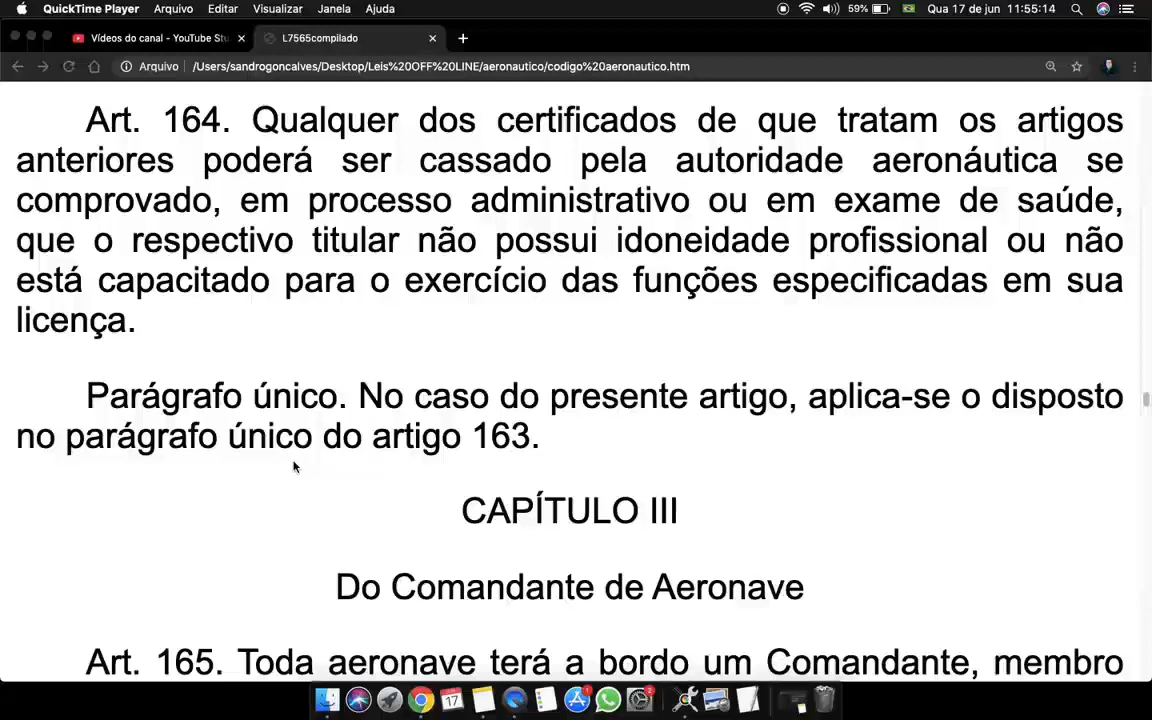 QuickTime Player Arquivo Editar Visualizar Janela Ajuda 59% Qua 17 de jun 11:55:14
Vídeos do canal - YouTube Stu L7565compilado
Arquivo /Users/sandrogoncalves/Desktop/Leis%20OFF%20LINE/aeronautico/codigo%20aeronautico.htm
Art. 164. Qualquer dos certificados de que tratam os artigos
anteriores poderá ser cassado pela autoridade aeronáutica se
comprovado, em processo administrativo ou em exame de saúde,
que o respectivo titular não possui idoneidade profissional ou não
está capacitado para o exercício das funções especificadas em sua
licença.
Parágrafo único. No caso do presente artigo, aplica-se o disposto
no parágrafo único do artigo 163.
CAPÍTULO III
Do Comandante de Aeronave
Art. 165. Toda aeronave terá a bordo um Comandante, membro
17
1
2